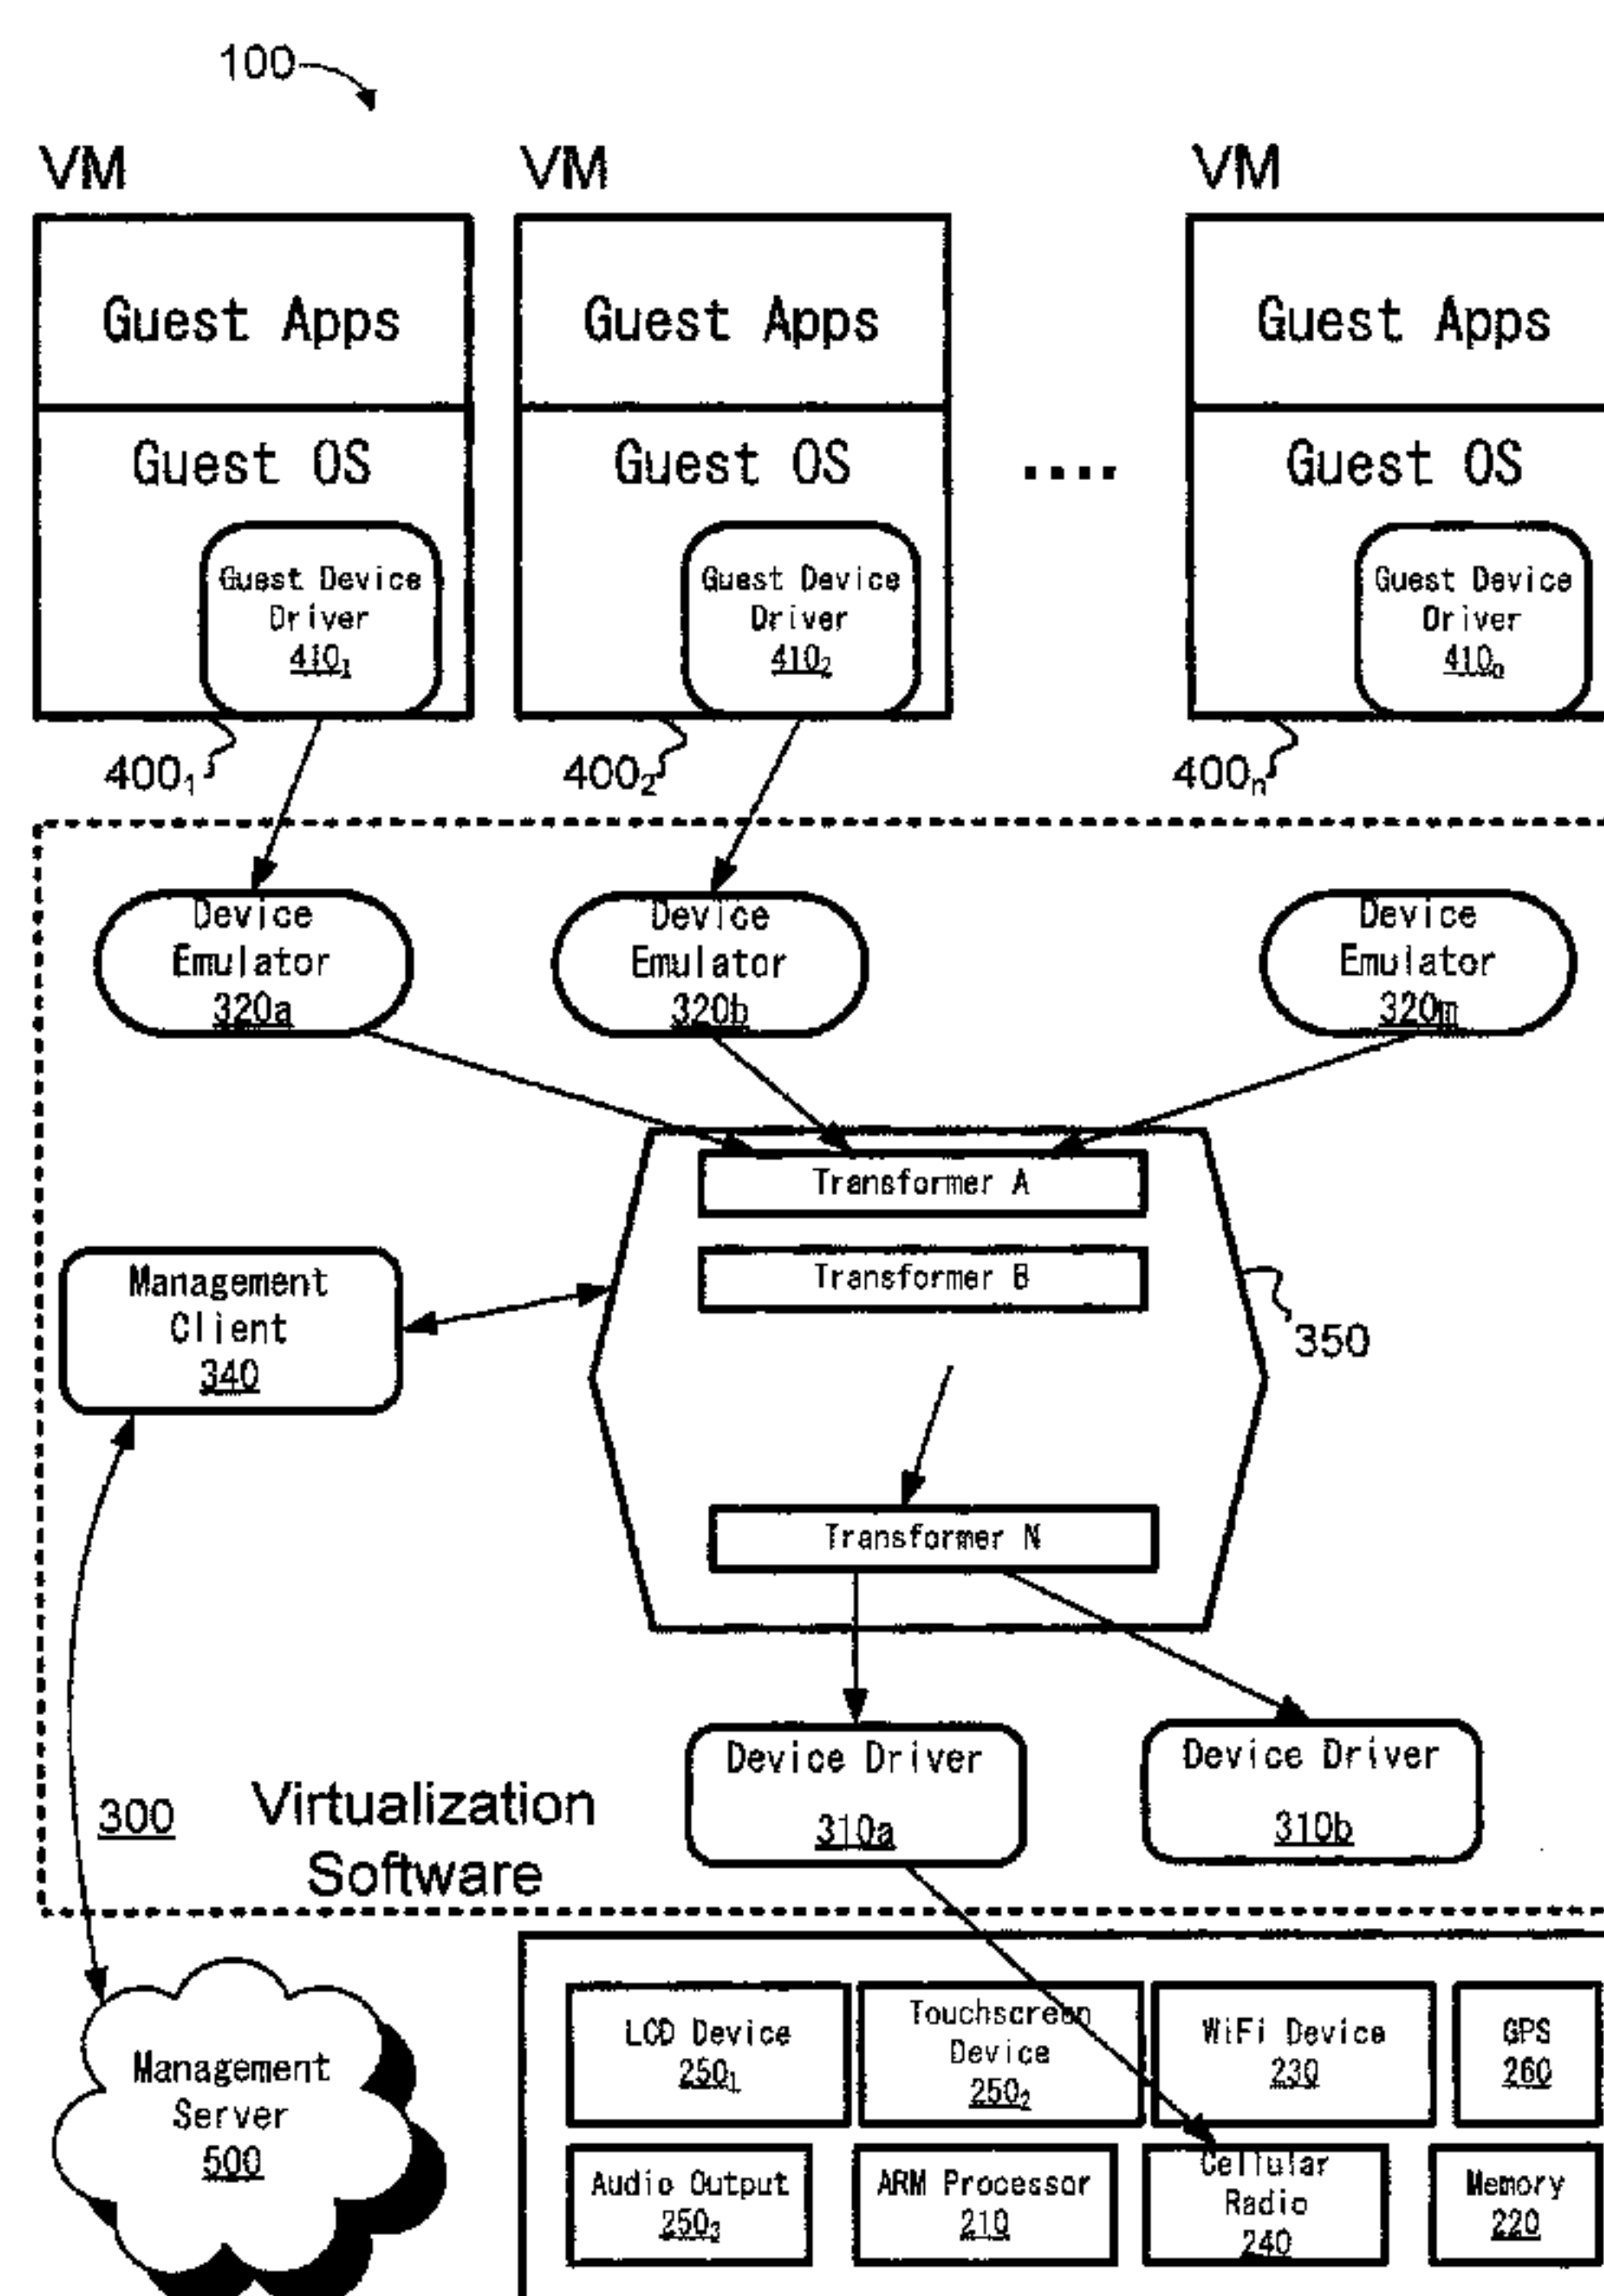 100
VM VM VM
Guest Apps Guest Apps Guest Apps
Guest OS Guest OS .... Guest OS
Guest Device Driver 410₁
Guest Device Driver 410₂
Guest Device Driver 410ₙ
400₁ 400₂ 400ₙ
Device
Emulator
320a
Device
Emulator
320b
Device
Emulator
320m
Transformer A
Transformer B
Management
Client
340
350
Transformer N
Device Driver
310a
Device Driver
310b
300 Virtualization
Software
LCD Device
250₁
Touchscreen
Device
250₂
WiFi Device
230
GPS
260
Management
Server
500
Audio Output
250₃
ARM Processor
210
Cellular
Radio
240
Memory
220